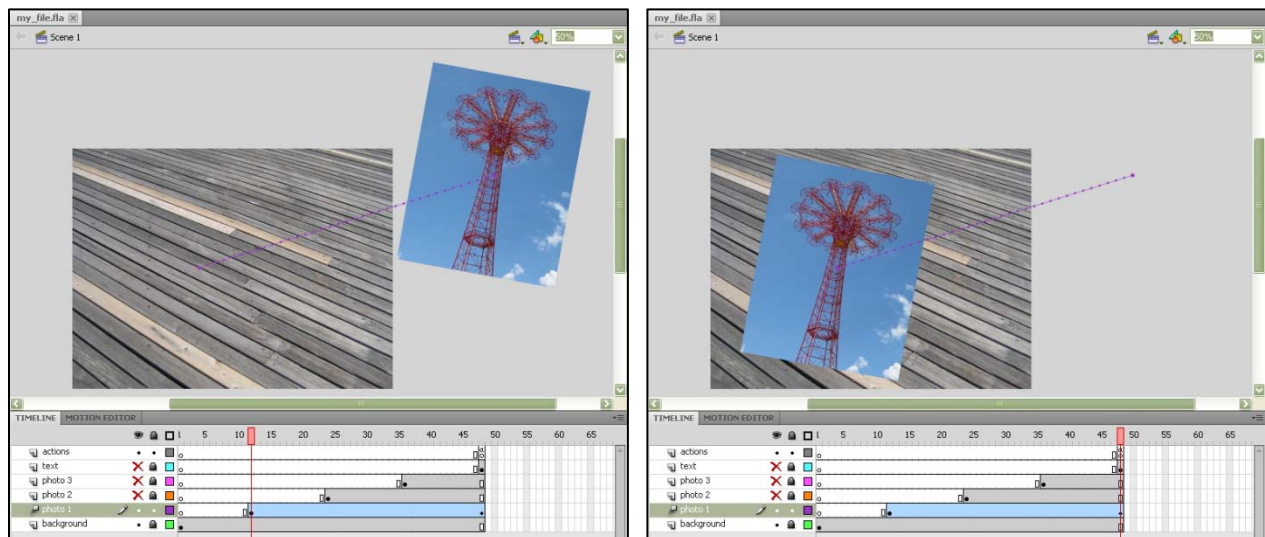 my_file.fla
Scene 1
50%
TIMELINE MOTION EDITOR
1 5 10 15 20 25 30 35 40 45 50 55 60 65
actions
text
photo 3
photo 2
photo 1
background
my_file.fla
Scene 1
50%
TIMELINE MOTION EDITOR
1 5 10 15 20 25 30 35 40 45 50 55 60 65
actions
text
photo 3
photo 2
photo 1
background